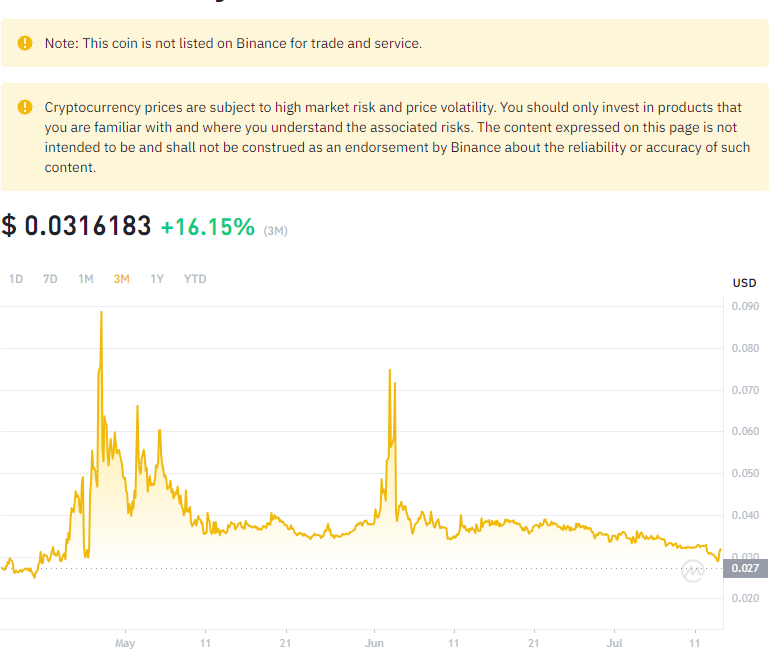 Note: This coin is not listed on Binance for trade and service.
Cryptocurrency prices are subject to high market risk and price volatility. You should only invest in products that
you are familiar with and where you understand the associated risks. The content expressed on this page is not
intended to be and shall not be construed as an endorsement by Binance about the reliability or accuracy of such
content.
$ 0.0316183 +16.15% (3M)
1D 7D 1M 3M 1Y YTD
USD
0.090
0.080
0.070
0.060
0.050
0.040
0.030
0.027
0.020
May 11 21 Jun 11 21 Jul 11